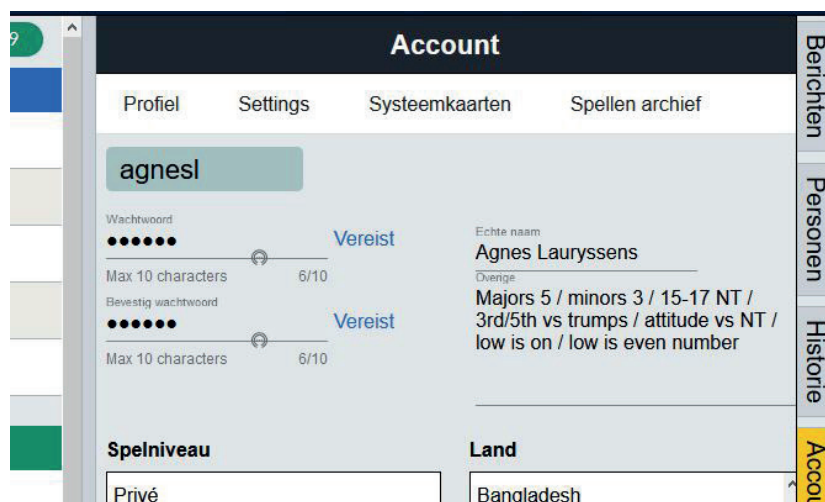 9
Account
Profiel Settings Systeemkaarten Spellen archief
agnesl
Wachtwoord
●●●●●● Vereist
Max 10 characters 6/10
Bevestig wachtwoord
●●●●●● Vereist
Max 10 characters 6/10
Echte naam
Agnes Lauryssens
Overige
Majors 5 / minors 3 / 15-17 NT /
3rd/5th vs trumps / attitude vs NT /
low is on / low is even number
Spelniveau
Privé
Land
Bangladesh
Berichten
Personen
Historie
Accou